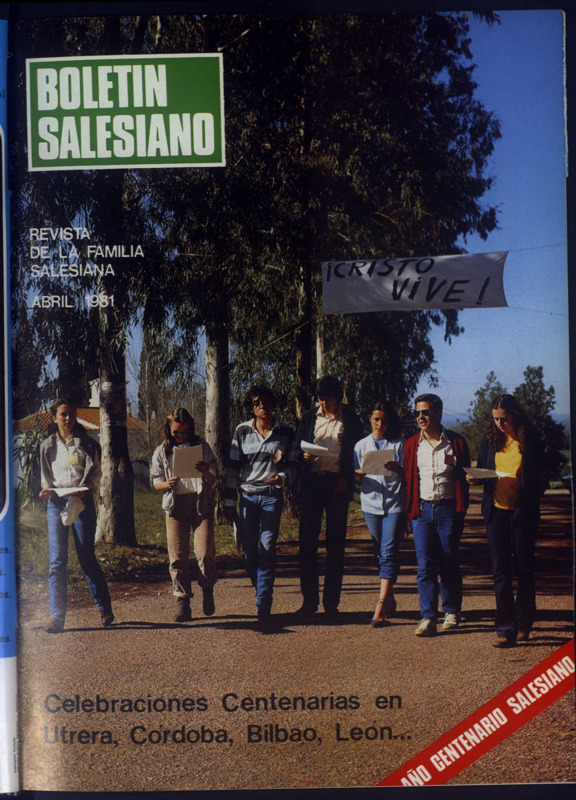 BOLETIN
SALESIANO
REVISTA
DE LA FAMILIA
SALESIANA
ABRIL 1981
¡CRISTO
VIVE!
Celebraciones Centenarias en
Utrera, Córdoba, Bilbao, León...
AÑO CENTENARIO SALESIANO